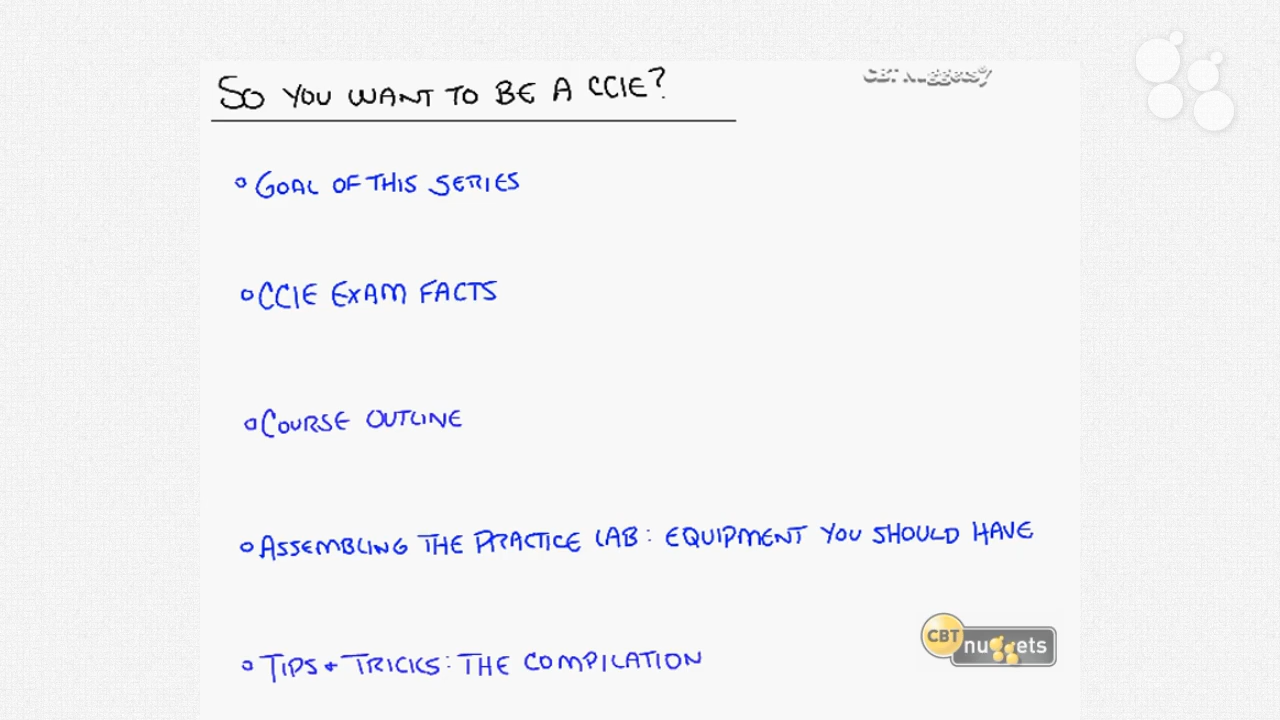 So YOU WANT TO BE A CCIE?
CBT Nuggets
GOAL OF THIS SERIES
CCIE EXAM FACTS
COURSE OUTLINE
ASSEMBLING THE PRACTICE LAB: EQUIPMENT YOU SHOULD HAVE
TIPS + TRICKS: THE COMPILATION
CBT nuggets